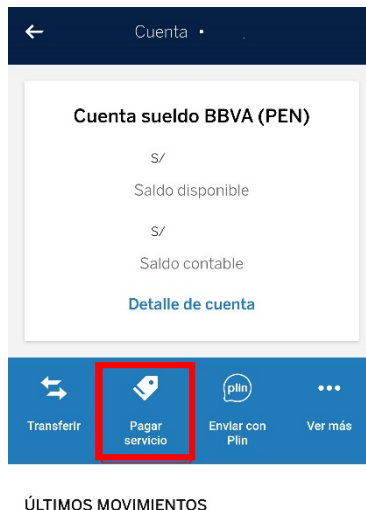 Cuenta •
Cuenta sueldo BBVA (PEN)
S/
Saldo disponible
S/
Saldo contable
Detalle de cuenta
Transferir
Pagar
servicio
plin
Enviar con
Plin
Ver más
ÚLTIMOS MOVIMIENTOS